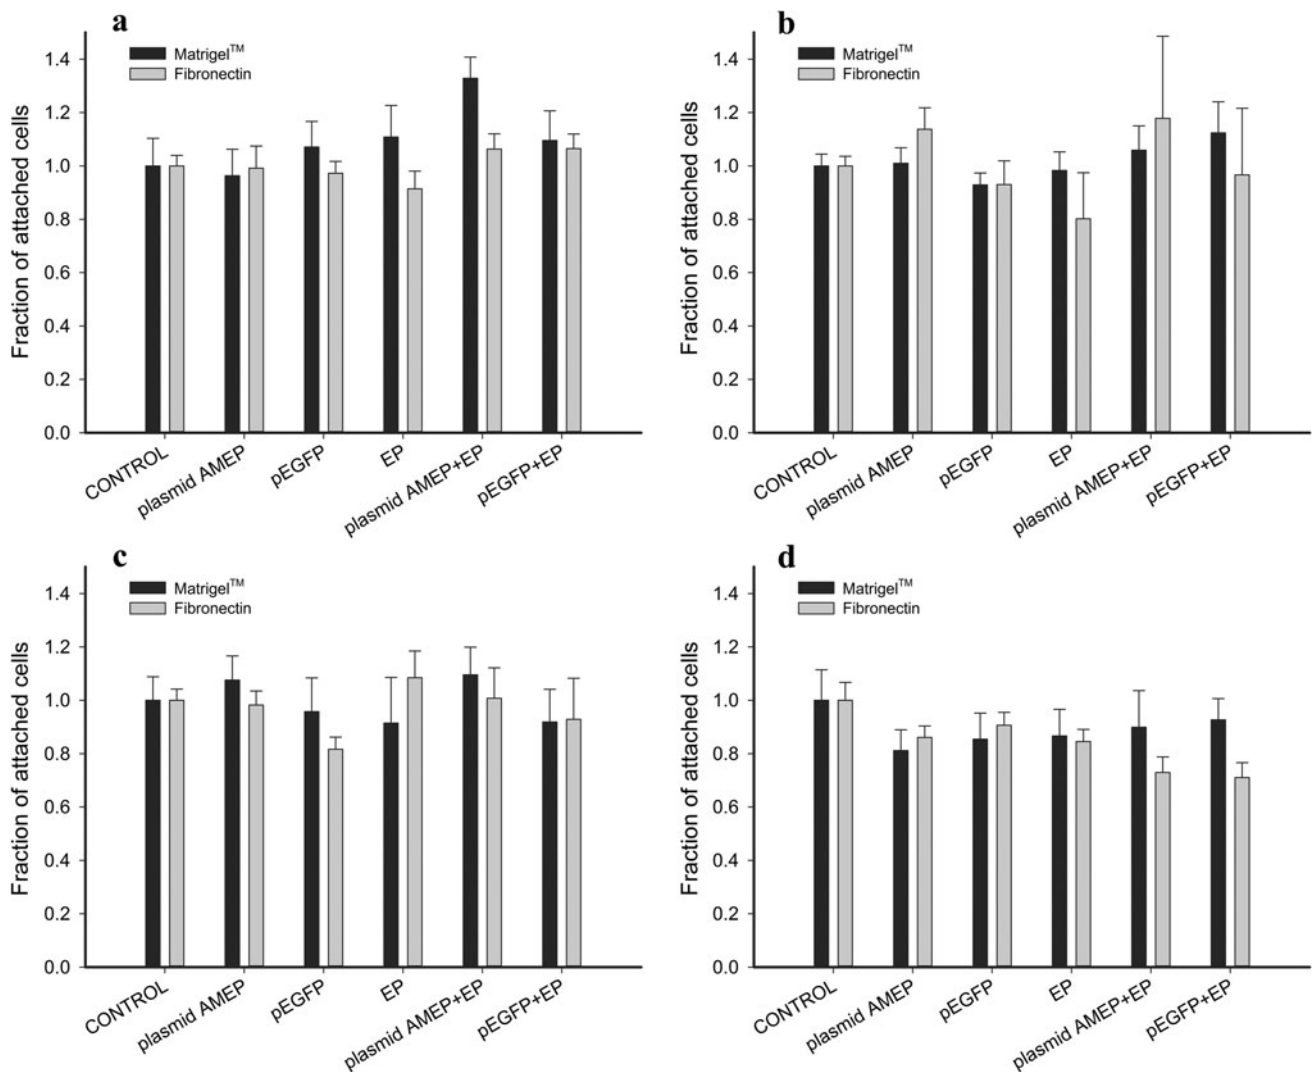 a
Matrigel™
Fibronectin
Fraction of attached cells
1.4
1.2
1.0
0.8
0.6
0.4
0.2
0.0
CONTROL
plasmid AMEP
pEGFP
EP
plasmid AMEP+EP
pEGFP+EP
b
Matrigel™
Fibronectin
Fraction of attached cells
1.4
1.2
1.0
0.8
0.6
0.4
0.2
0.0
CONTROL
plasmid AMEP
pEGFP
EP
plasmid AMEP+EP
pEGFP+EP
c
Matrigel™
Fibronectin
Fraction of attached cells
1.4
1.2
1.0
0.8
0.6
0.4
0.2
0.0
CONTROL
plasmid AMEP
pEGFP
EP
plasmid AMEP+EP
pEGFP+EP
d
Matrigel™
Fibronectin
Fraction of attached cells
1.4
1.2
1.0
0.8
0.6
0.4
0.2
0.0
CONTROL
plasmid AMEP
pEGFP
EP
plasmid AMEP+EP
pEGFP+EP